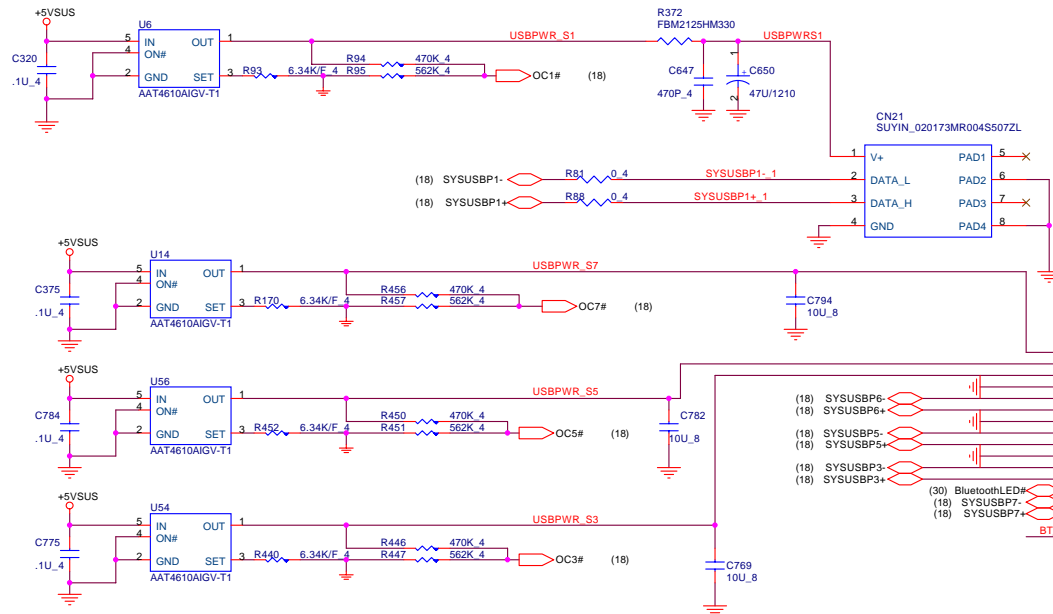 +5VSUS
U6
R372
FBM2125HM330
5 IN OUT 1 USBPWR_S1 USBPWRS1
4 ON#
C320
.1U_4
R94 470K_4
2 GND SET 3 R93 6.34K/F_4 R95 562K_4 OC1# (18)
AAT4610AIGV-T1
C647
470P_4
1
+
C650
2
47U/1210
CN21
SUYIN_020173MR004S507ZL
1 V+ PAD1 5
(18) SYSUSBP1- R81 0_4 SYSUSBP1-_1 2 DATA_L PAD2 6
(18) SYSUSBP1+ R88 0_4 SYSUSBP1+_1 3 DATA_H PAD3 7
4 GND PAD4 8
+5VSUS
U14
5 IN OUT 1 USBPWR_S7
4 ON#
C375
.1U_4
R456 470K_4
2 GND SET 3 R170 6.34K/F_4 R457 562K_4 OC7# (18)
AAT4610AIGV-T1
C794
10U_8
+5VSUS
U56
5 IN OUT 1 USBPWR_S5
4 ON#
C784
.1U_4
R450 470K_4
2 GND SET 3 R452 6.34K/F_4 R451 562K_4 OC5# (18)
AAT4610AIGV-T1
C782
10U_8
(18) SYSUSBP6-
(18) SYSUSBP6+
(18) SYSUSBP5-
(18) SYSUSBP5+
(18) SYSUSBP3-
(18) SYSUSBP3+
(30) BluetoothLED#
(18) SYSUSBP7-
(18) SYSUSBP7+
BT
+5VSUS
U54
5 IN OUT 1 USBPWR_S3
4 ON#
C775
.1U_4
R446 470K_4
2 GND SET 3 R440 6.34K/F_4 R447 562K_4 OC3# (18)
AAT4610AIGV-T1
C769
10U_8